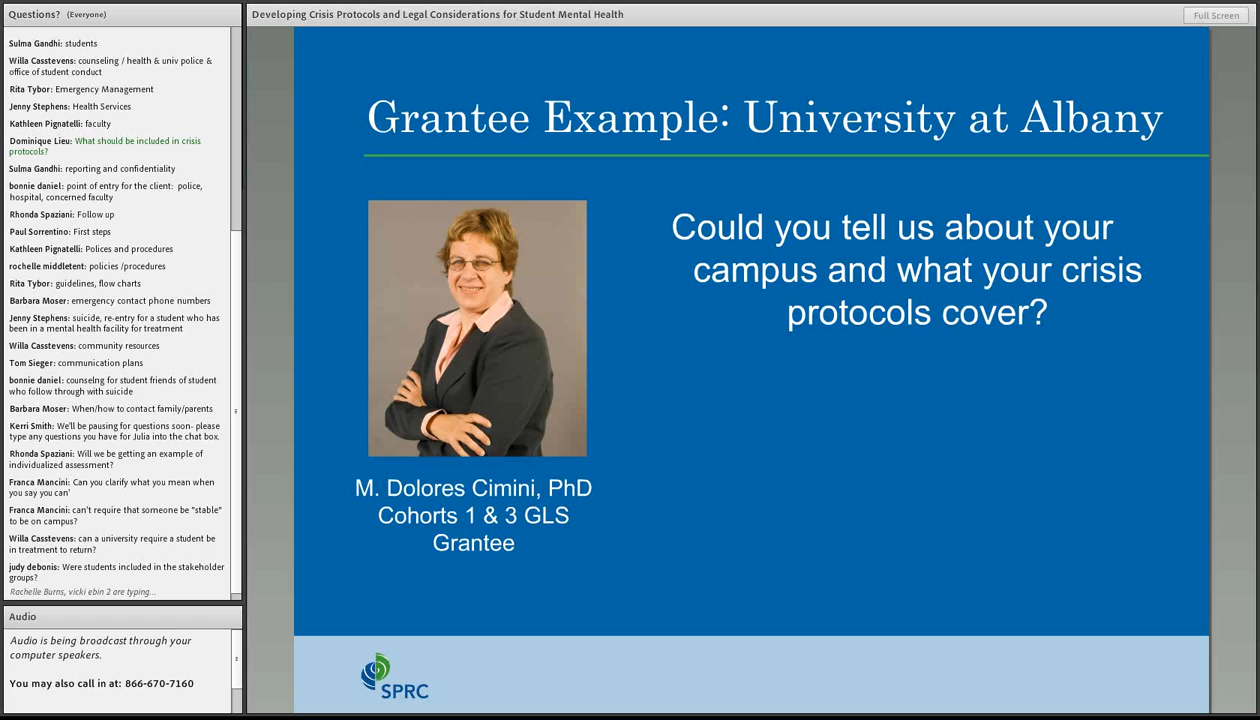 Questions? (Everyone)
Sulma Gandhi: students
Willa Casstevens: counseling / health & univ police &
office of student conduct
Rita Tybor: Emergency Management
Jenny Stephens: Health Services
Kathleen Pignatelli: faculty
Dominique Lieu: What should be included in crisis
protocols?
Sulma Gandhi: reporting and confidentiality
bonnie daniel: point of entry for the client: police,
hospital, concerned faculty
Rhonda Spaziani: Follow up
Paul Sorrentino: First steps
Kathleen Pignatelli: Polices and procedures
rochelle middletent: policies /procedures
Rita Tybor: guidelines, flow charts
Barbara Moser: emergency contact phone numbers
Jenny Stephens: suicide, re-entry for a student who has
been in a mental health facility for treatment
Willa Casstevens: community resources
Tom Sieger: communication plans
bonnie daniel: counselng for student friends of student
who follow through with suicide
Barbara Moser: When/how to contact family/parents
Kerri Smith: We'll be pausing for questions soon- please
type any questions you have for Julia into the chat box.
Rhonda Spaziani: Will we be getting an example of
individualized assessment?
Franca Mancini: Can you clarify what you mean when
you say you can'
Franca Mancini: can't require that someone be "stable"
to be on campus?
Willa Casstevens: can a university require a student be
in treatment to return?
judy debonis: Were students included in the stakeholder
groups?
Rachelle Burns, vicki ebin 2 are typing...
Audio
Audio is being broadcast through your
computer speakers.
You may also call in at: 866-670-7160
Developing Crisis Protocols and Legal Considerations for Student Mental Health
Full Screen
Grantee Example: University at Albany
Could you tell us about your
campus and what your crisis
protocols cover?
M. Dolores Cimini, PhD
Cohorts 1 & 3 GLS
Grantee
SPRC